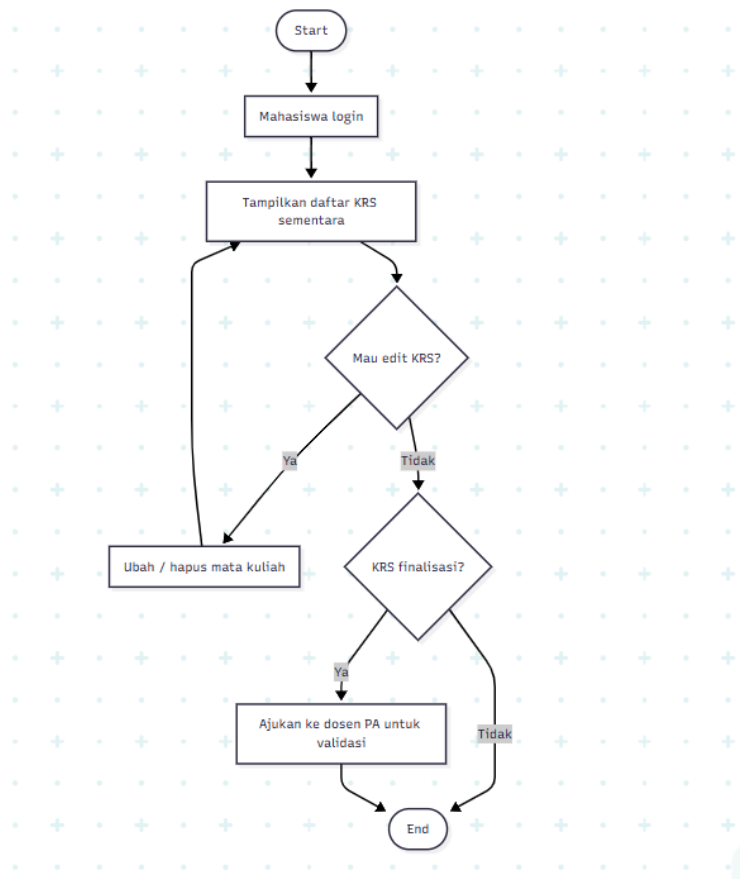 Start
Mahasiswa login
Tampilkan daftar KRS
sementara
Mau edit KRS?
Ya
Tidak
Ubah / hapus mata kuliah
KRS finalisasi?
Ya
Ajukan ke dosen PA untuk
validasi
Tidak
End